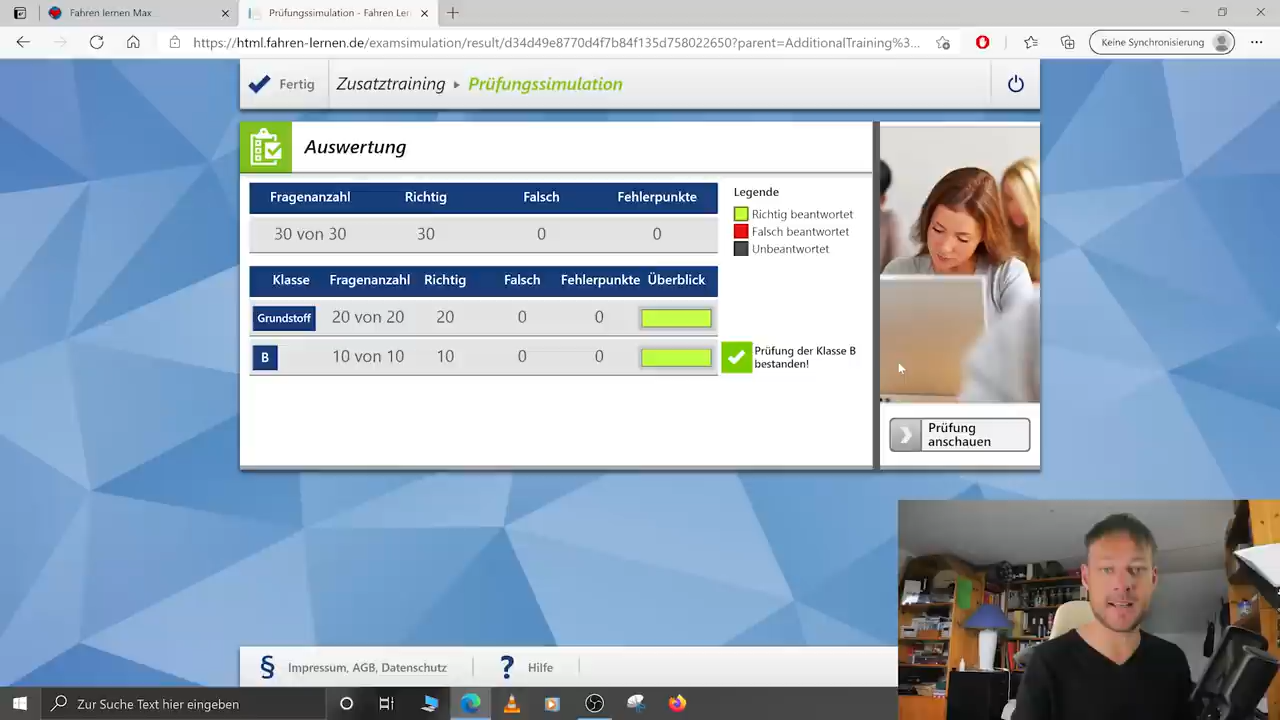 Fahren lernen Max
Prüfungssimulation - Fahren Ler
https://html.fahren-lernen.de/examsimulation/result/d34d49e8770d4f7b84f135d758022650?parent=AdditionalTraining%3...
Keine Synchronisierung
Fertig
Zusatztraining ▸ Prüfungssimulation
Auswertung
Fragenanzahl Richtig Falsch Fehlerpunkte
30 von 30 30 0 0
Legende
Richtig beantwortet
Falsch beantwortet
Unbeantwortet
Klasse Fragenanzahl Richtig Falsch Fehlerpunkte Überblick
Grundstoff 20 von 20 20 0 0
B 10 von 10 10 0 0
Prüfung der Klasse B
bestanden!
Prüfung
anschauen
§ Impressum, AGB, Datenschutz
? Hilfe
Zur Suche Text hier eingeben